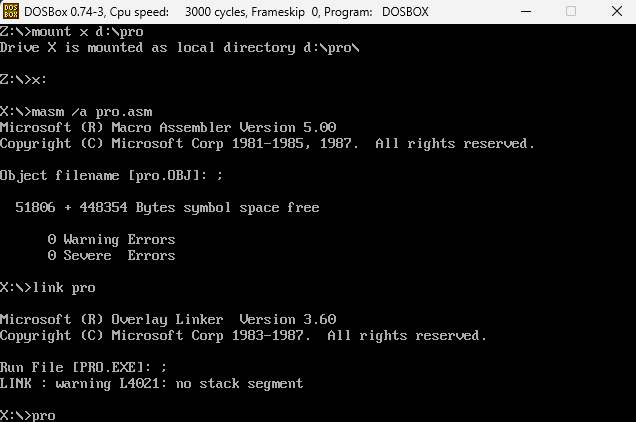 DOS
BOX
DOSBox 0.74-3, Cpu speed:    3000 cycles, Frameskip  0, Program:   DOSBOX
Z:\>mount x d:\pro
Drive X is mounted as local directory d:\pro\
Z:\>x:
X:\>masm /a pro.asm
Microsoft (R) Macro Assembler Version 5.00
Copyright (C) Microsoft Corp 1981-1985, 1987.  All rights reserved.
Object filename [pro.OBJ]: ;
  51806 + 448354 Bytes symbol space free
      0 Warning Errors
      0 Severe  Errors
X:\>link pro
Microsoft (R) Overlay Linker  Version 3.60
Copyright (C) Microsoft Corp 1983-1987.  All rights reserved.
Run File [PRO.EXE]: ;
LINK : warning L4021: no stack segment
X:\>pro